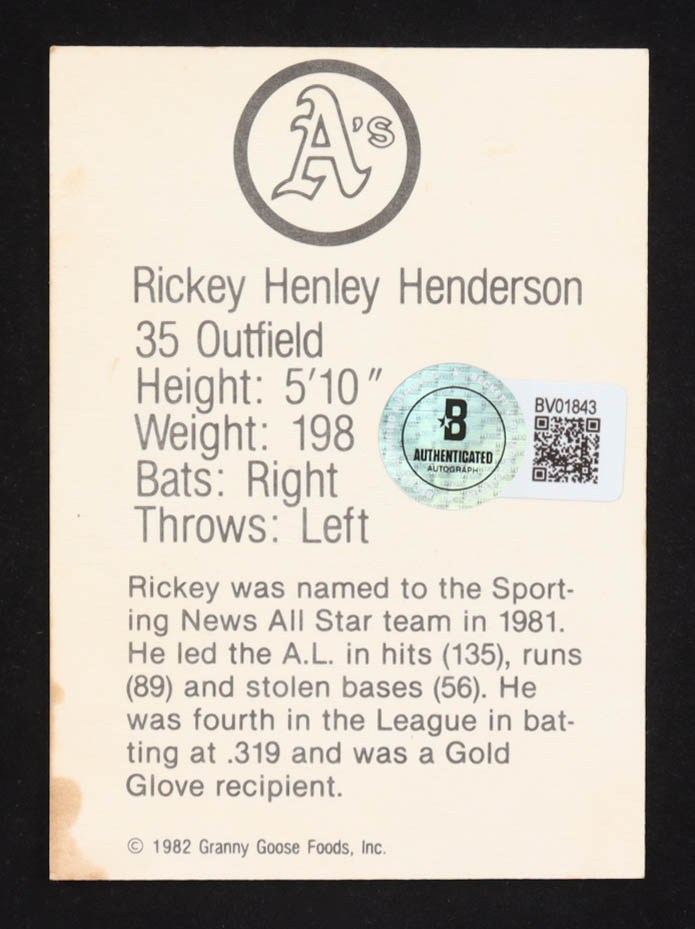 A's
Rickey Henley Henderson
35 Outfield
Height: 5'10"
Weight: 198
Bats: Right
Throws: Left
B
AUTHENTICATED
AUTOGRAPH
BV01843
Rickey was named to the Sport-
ing News All Star team in 1981.
He led the A.L. in hits (135), runs
(89) and stolen bases (56). He
was fourth in the League in bat-
ting at .319 and was a Gold
Glove recipient.
© 1982 Granny Goose Foods, Inc.